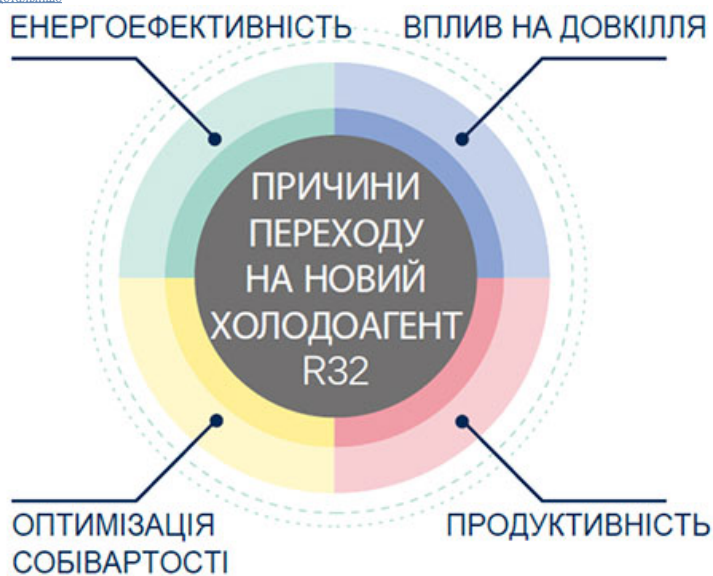 ЕНЕРГОЕФЕКТИВНІСТЬ
ВПЛИВ НА ДОВКІЛЛЯ
ПРИЧИНИ
ПЕРЕХОДУ
НА НОВИЙ
ХОЛОДОАГЕНТ
R32
ОПТИМІЗАЦІЯ
СОБІВАРТОСТІ
ПРОДУКТИВНІСТЬ